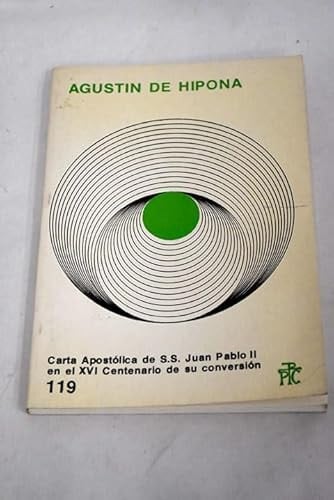 AGUSTIN DE HIPONA
Carta Apostólica de S.S. Juan Pablo II
en el XVI Centenario de su conversión
119
PPC